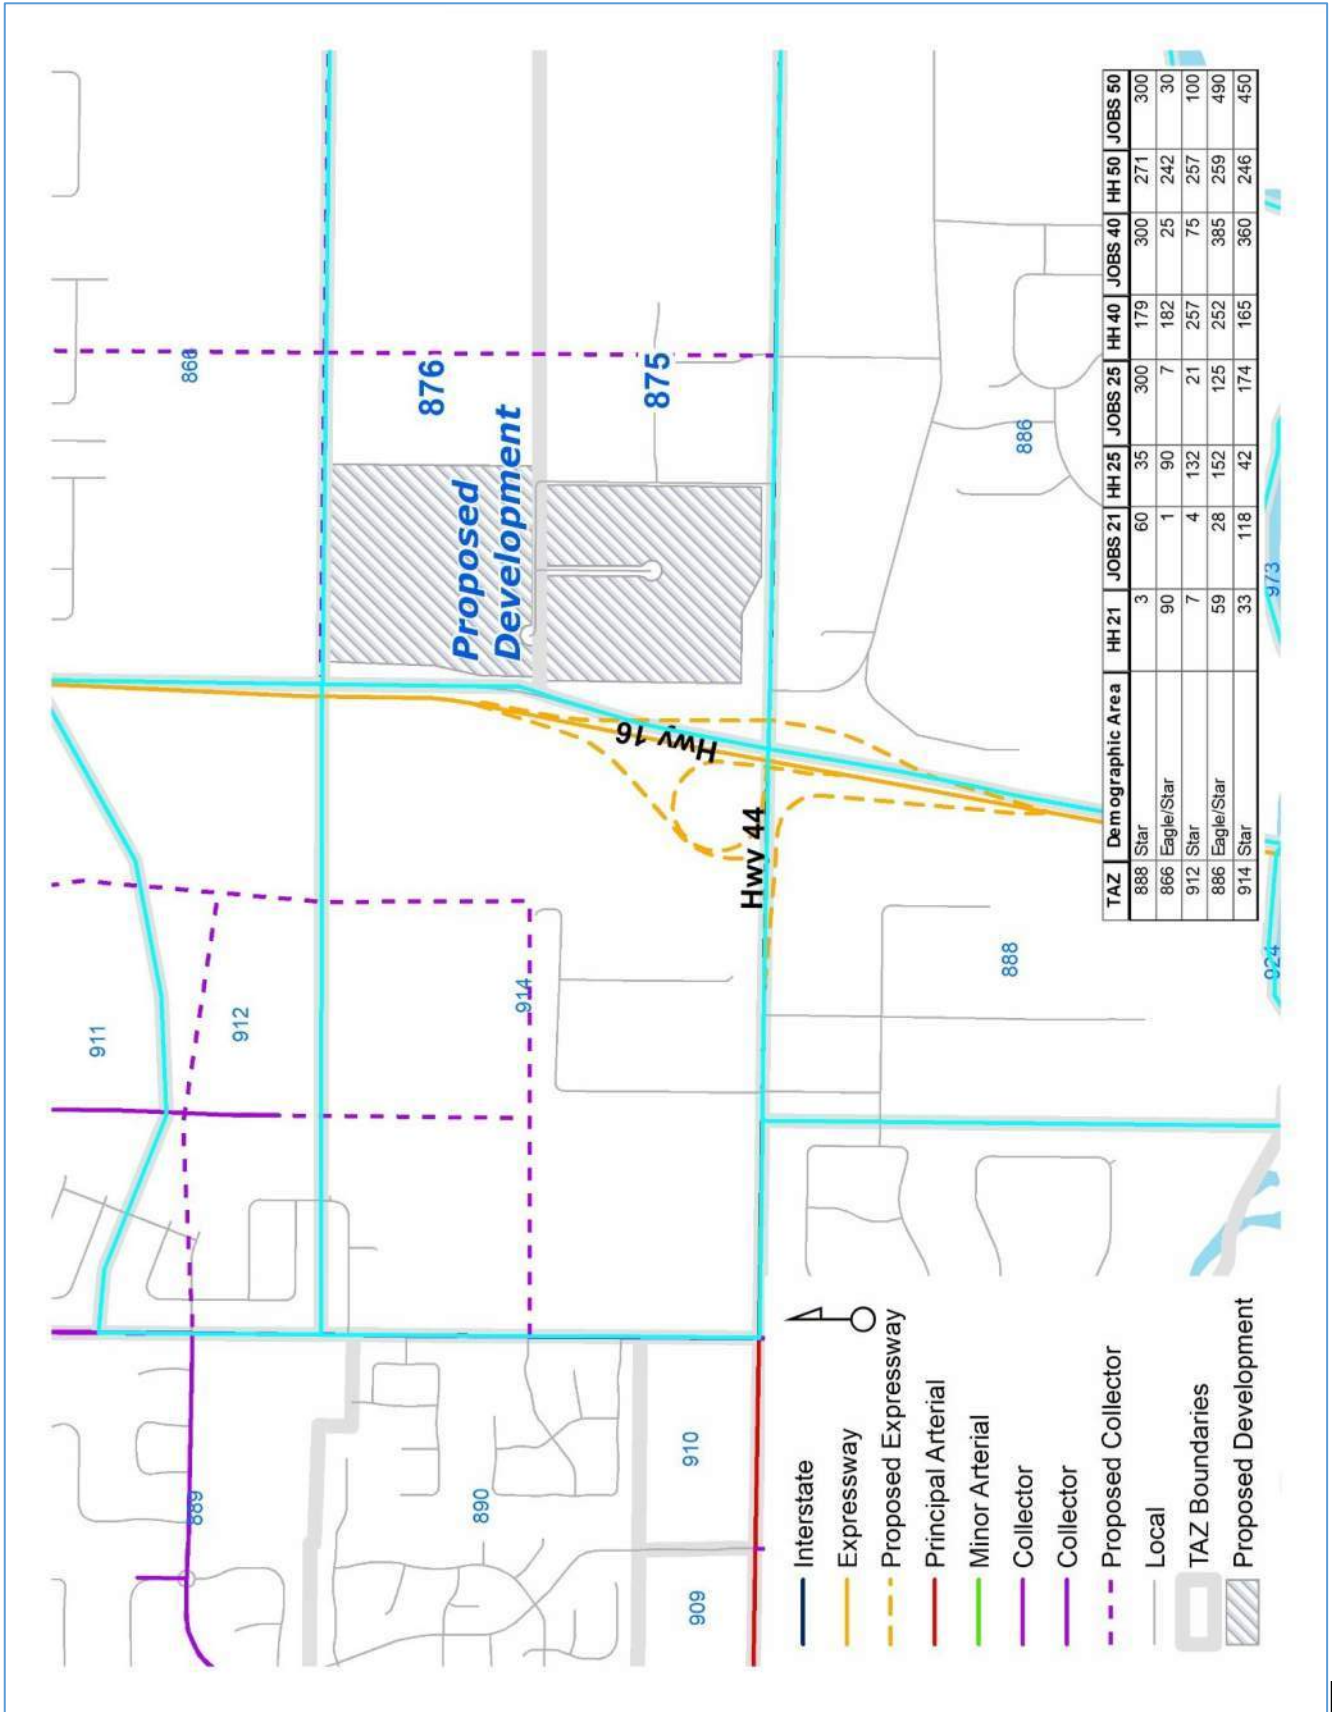 911
912
914
866
876
875
Proposed
Development
Hwy 16
Hwy 44
889
890
910
909
888
886
973
924
Interstate
Expressway
Proposed Expressway
Principal Arterial
Minor Arterial
Collector
Collector
Proposed Collector
Local
TAZ Boundaries
Proposed Development
TAZ Demographic Area HH 21 JOBS 21 HH 25 JOBS 25 HH 40 JOBS 40 HH 50 JOBS 50
888 Star 3 60 35 300 179 300 271 300
866 Eagle/Star 90 1 90 7 182 25 242 30
912 Star 7 4 132 21 257 75 257 100
886 Eagle/Star 59 28 152 125 252 385 259 490
914 Star 33 118 42 174 165 360 246 450